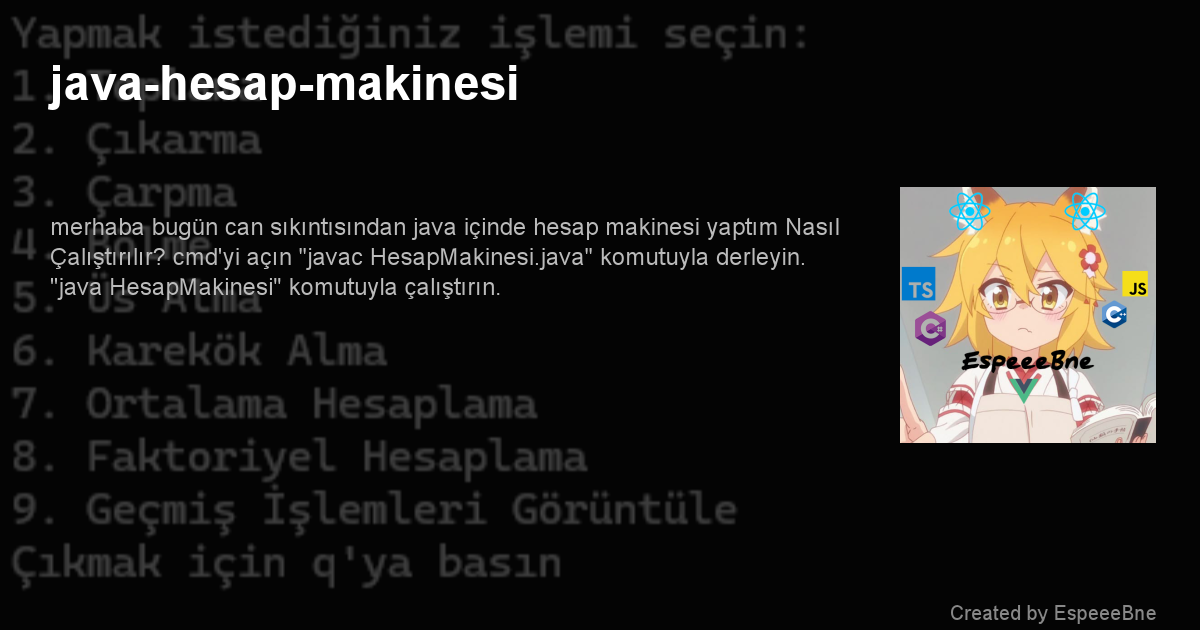 Yapmak istediğiniz işlemi seçin:
java-hesap-makinesi
1.
2. Çıkarma
3. Çarpma
merhaba bugün can sıkıntısından java içinde hesap makinesi yaptım Nasıl
4. Bölme
Çalıştırılır? cmd'yi açın "javac HesapMakinesi.java" komutuyla derleyin.
"java HesapMakinesi" komutuyla çalıştırın.
5. Üs Alma
6. Karekök Alma
7. Ortalama Hesaplama
8. Faktoriyel Hesaplama
9. Geçmiş İşlemleri Görüntüle
Çıkmak için q'ya basın
TS
JS
C#
C++
EspeeeBne
Created by EspeeeBne